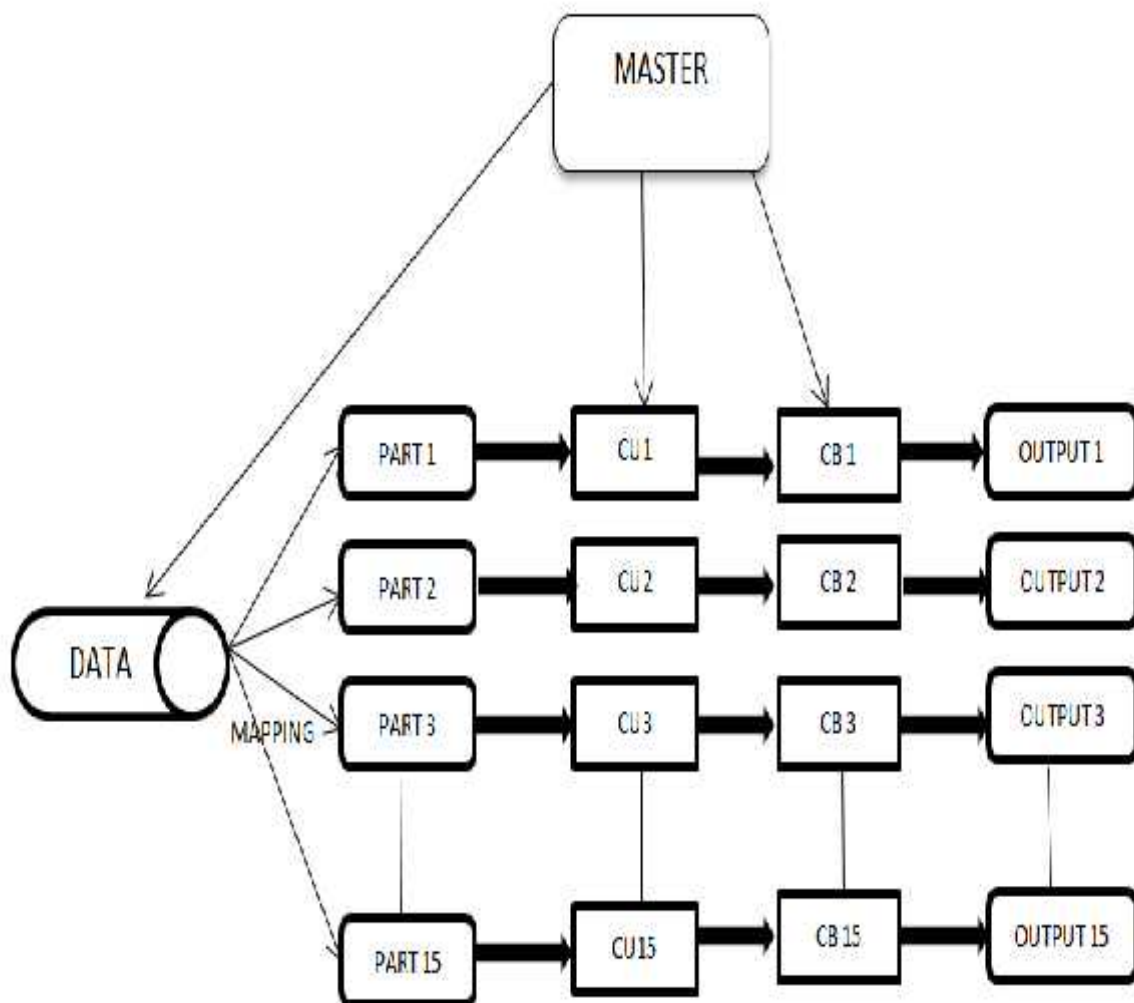 MASTER
PART 1
CU 1
CB 1
OUTPUT 1
PART 2
CU 2
CB 2
OUTPUT 2
DATA
MAPPING
PART 3
CU 3
CB 3
OUTPUT 3
PART 15
CU15
CB 15
OUTPUT 15